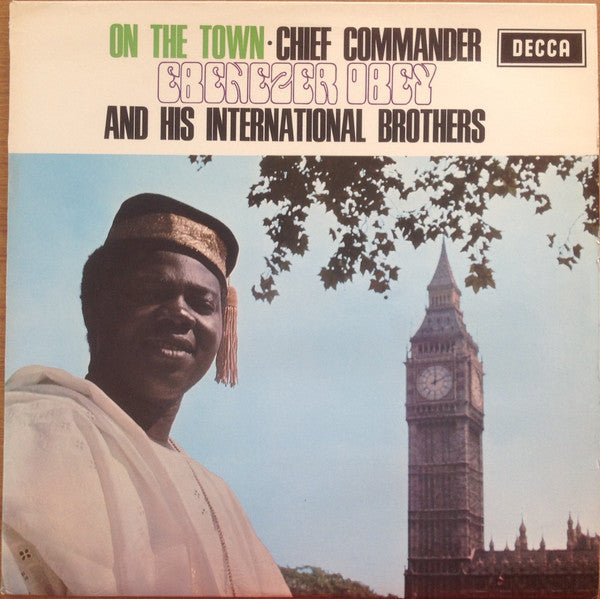 ON THE TOWN·CHIEF COMMANDER
DECCA
EBENEZER OBEY
AND HIS INTERNATIONAL BROTHERS